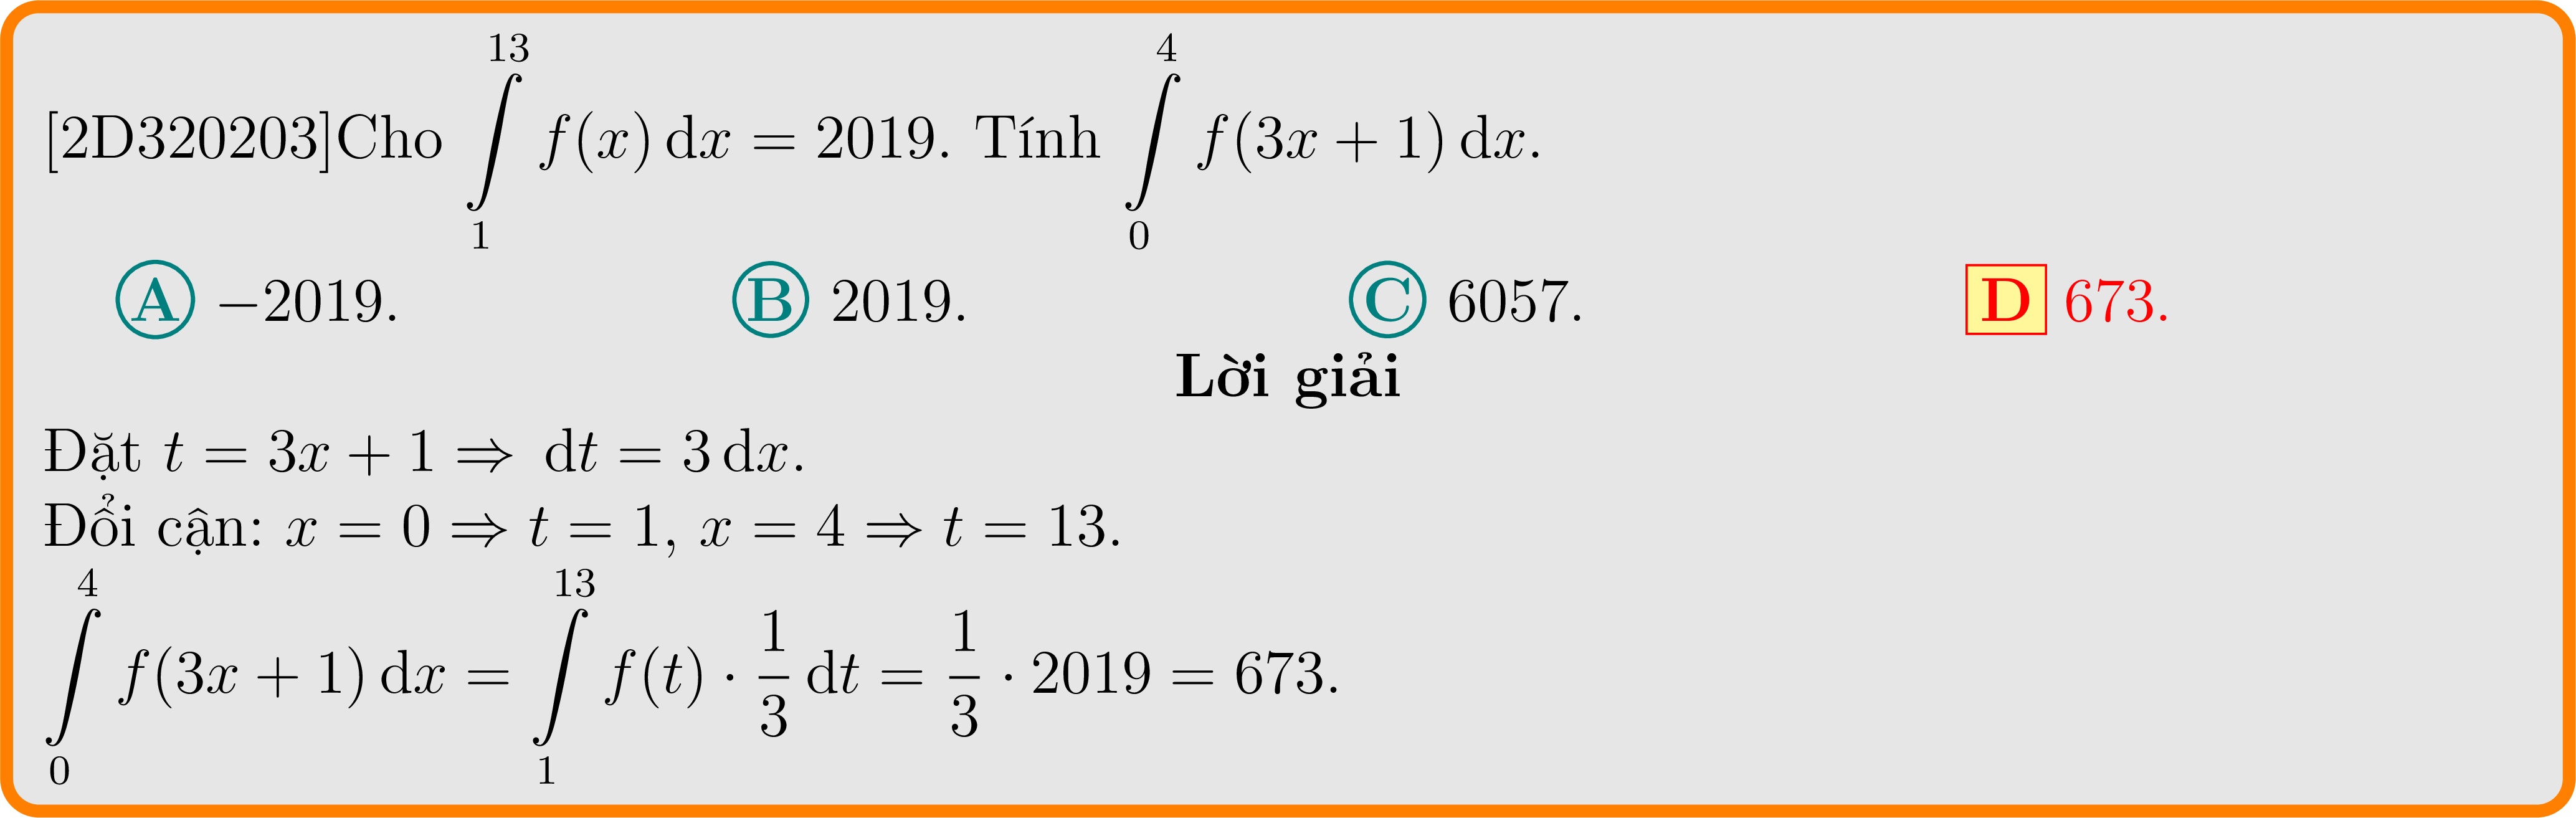 [2D320203]Cho $\int\limits_{1}^{13} f(x)\,\mathrm{d}x = 2019$. Tính $\int\limits_{0}^{4} f(3x + 1)\,\mathrm{d}x$.
A −2019. B 2019. C 6057. D 673.
Lời giải
Đặt $t = 3x + 1 \Rightarrow \mathrm{d}t = 3\,\mathrm{d}x$.
Đổi cận: $x = 0 \Rightarrow t = 1$, $x = 4 \Rightarrow t = 13$.
$\int\limits_{0}^{4} f(3x + 1)\,\mathrm{d}x = \int\limits_{1}^{13} f(t) \cdot \frac{1}{3}\,\mathrm{d}t = \frac{1}{3} \cdot 2019 = 673$.